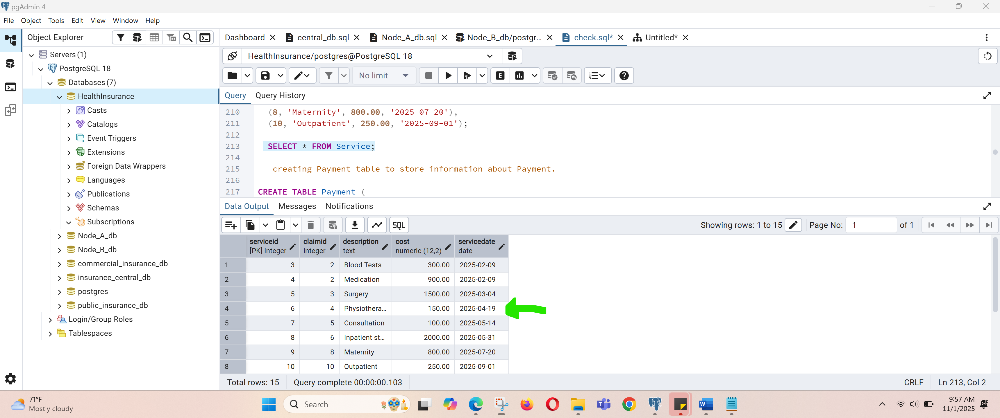 pgAdmin 4
File Object Tools Edit View Window Help
Object Explorer
Servers (1)
PostgreSQL 18
Databases (7)
HealthInsurance
Casts
Catalogs
Event Triggers
Extensions
Foreign Data Wrappers
Languages
Publications
Schemas
Subscriptions
Node_A_db
Node_B_db
commercial_insurance_db
insurance_central_db
postgres
public_insurance_db
Login/Group Roles
Tablespaces
Dashboard central_db.sql Node_A_db.sql Node_B_db/postgr... check.sql* Untitled*
HealthInsurance/postgres@PostgreSQL 18
No limit E
Query Query History
210 (8, 'Maternity', 800.00, '2025-07-20'),
211 (10, 'Outpatient', 250.00, '2025-09-01');
212
213 SELECT * FROM Service;
214
215 -- creating Payment table to store information about Payment.
216
217 CREATE TABLE Payment (
Data Output Messages Notifications
SQL Showing rows: 1 to 15 Page No: 1 of 1
serviceid claimid description cost servicedate
[PK] integer integer text numeric (12,2) date
1 3 2 Blood Tests 300.00 2025-02-09
2 4 2 Medication 900.00 2025-02-09
3 5 3 Surgery 1500.00 2025-03-04
4 6 4 Physiothera... 150.00 2025-04-19
5 7 5 Consultation 100.00 2025-05-14
6 8 6 Inpatient st... 2000.00 2025-05-31
7 9 8 Maternity 800.00 2025-07-20
8 10 10 Outpatient 250.00 2025-09-01
Total rows: 15 Query complete 00:00:00.103 CRLF Ln 213, Col 2
71°F
Mostly cloudy
Search
9:57 AM
11/1/2025